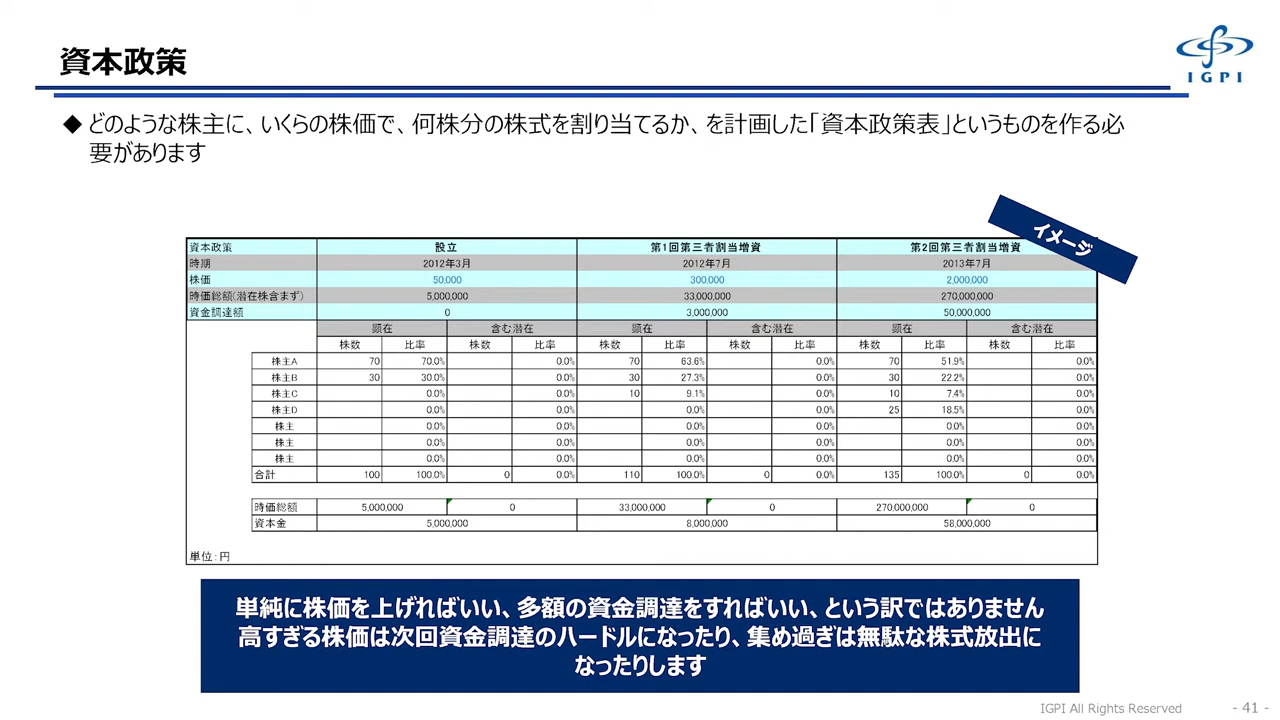 資本政策
IGPI
◆ どのような株主に、いくらの株価で、何株分の株式を割り当てるか、を計画した「資本政策表」というものを作る必
要があります
イメージ
資本政策 設立 第1回第三者割当増資 第2回第三者割当増資
時期 2012年3月 2012年7月 2013年7月
株価 50,000 300,000 2,000,000
時価総額(潜在株含まず) 5,000,000 33,000,000 270,000,000
資金調達額 0 3,000,000 50,000,000
顕在 含む潜在 顕在 含む潜在 顕在 含む潜在
株数 比率 株数 比率 株数 比率 株数 比率 株数 比率 株数 比率
株主A 70 70.0% 0.0% 70 63.6% 0.0% 70 51.9% 0.0%
株主B 30 30.0% 0.0% 30 27.3% 0.0% 30 22.2% 0.0%
株主C 0.0% 0.0% 10 9.1% 0.0% 10 7.4% 0.0%
株主D 0.0% 0.0% 0.0% 0.0% 25 18.5% 0.0%
株主 0.0% 0.0% 0.0% 0.0% 0.0% 0.0%
株主 0.0% 0.0% 0.0% 0.0% 0.0% 0.0%
株主 0.0% 0.0% 0.0% 0.0% 0.0% 0.0%
合計 100 100.0% 0 0.0% 110 100.0% 0 0.0% 135 100.0% 0 0.0%
時価総額 5,000,000 0 33,000,000 0 270,000,000 0
資本金 5,000,000 8,000,000 58,000,000
単位:円
単純に株価を上げればいい、多額の資金調達をすればいい、という訳ではありません
高すぎる株価は次回資金調達のハードルになったり、集め過ぎは無駄な株式放出に
なったりします
IGPI All Rights Reserved
- 41 -